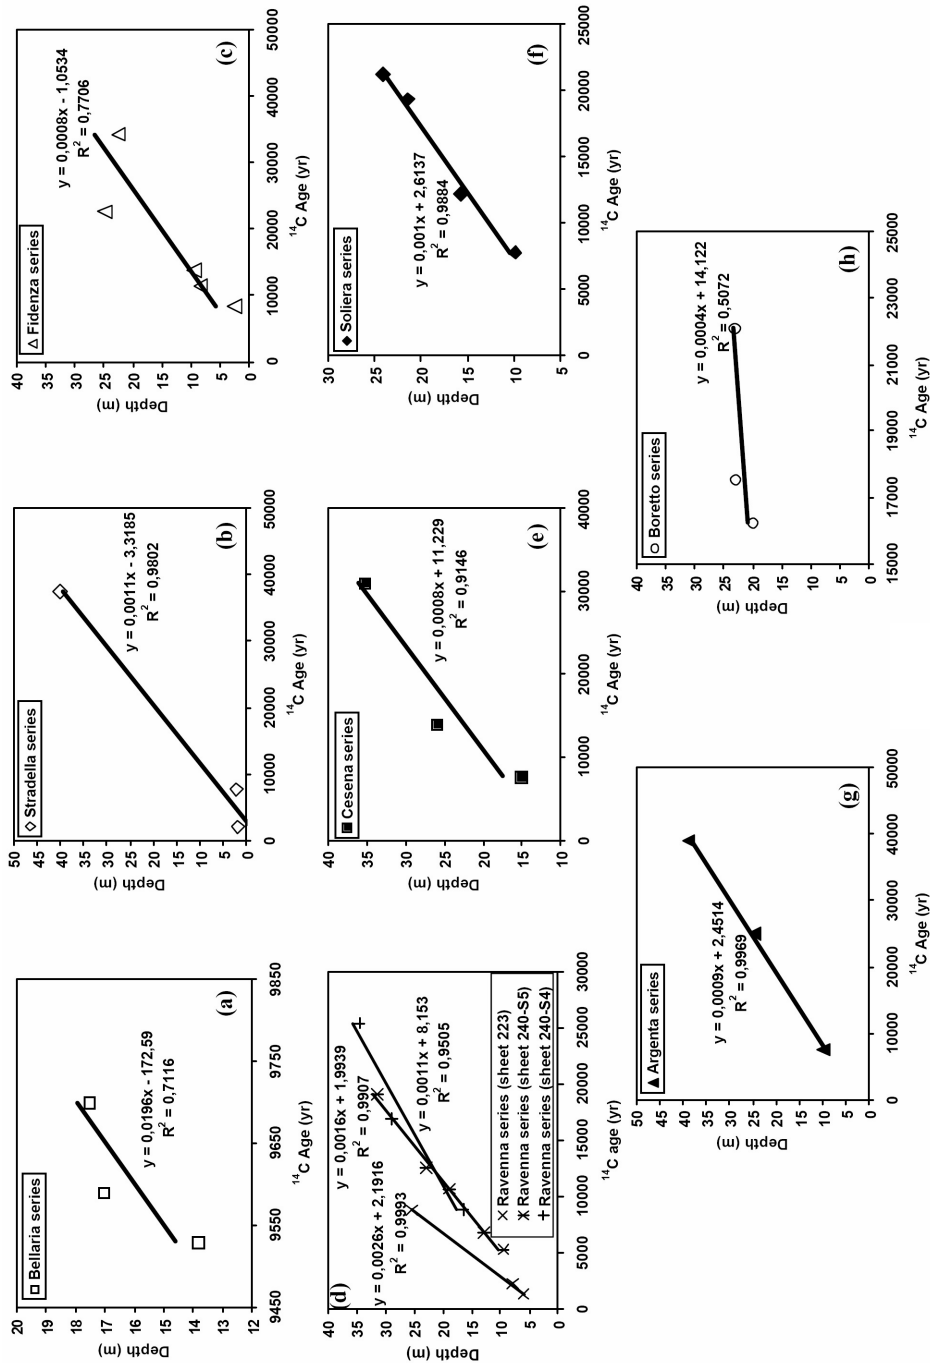 Bellaria series
20
19
18
17
16
15
14
13
12
Depth (m)
y = 0,0196x - 172,59
R2 = 0,7116
(a)
9450
9550
9650
9750
9850
14C Age (yr)
Stradella series
50
45
40
35
30
25
20
15
10
5
0
Depth (m)
y = 0,0011x - 3,3185
R2 = 0,9802
(b)
0
10000
20000
30000
40000
50000
14C Age (yr)
Fidenza series
40
35
30
25
20
15
10
5
0
Depth (m)
y = 0,0008x - 1,0534
R2 = 0,7706
(c)
0
10000
20000
30000
40000
50000
14C Age (yr)
(d)
40
35
30
25
20
15
10
5
0
Depth (m)
y = 0,0016x + 1,9939
R2 = 0,9907
y = 0,0026x + 2,1916
R2 = 0,9993
y = 0,0011x + 8,153
R2 = 0,9595
Ravenna series (sheet 223)
Ravenna series (sheet 240-S5)
Ravenna series (sheet 240-S4)
0
5000
10000
15000
20000
25000
30000
14C age (yr)
Cesena series
40
35
30
25
20
15
10
Depth (m)
y = 0,0008x + 11,229
R2 = 0,9146
(e)
0
10000
20000
30000
40000
14C Age (yr)
Soliera series
30
25
20
15
10
5
Depth (m)
y = 0,001x + 2,6137
R2 = 0,9884
(f)
0
5000
10000
15000
20000
25000
14C Age (yr)
Argenta series
50
45
40
35
30
25
20
15
10
5
0
Depth (m)
y = 0,0009x + 2,4514
R2 = 0,9969
(g)
0
10000
20000
30000
40000
50000
14C Age (yr)
Boretto series
40
35
30
25
20
15
10
5
0
Depth (m)
y = 0,0004x + 14,122
R2 = 0,5072
(h)
15000
17000
19000
21000
23000
25000
14C Age (yr)